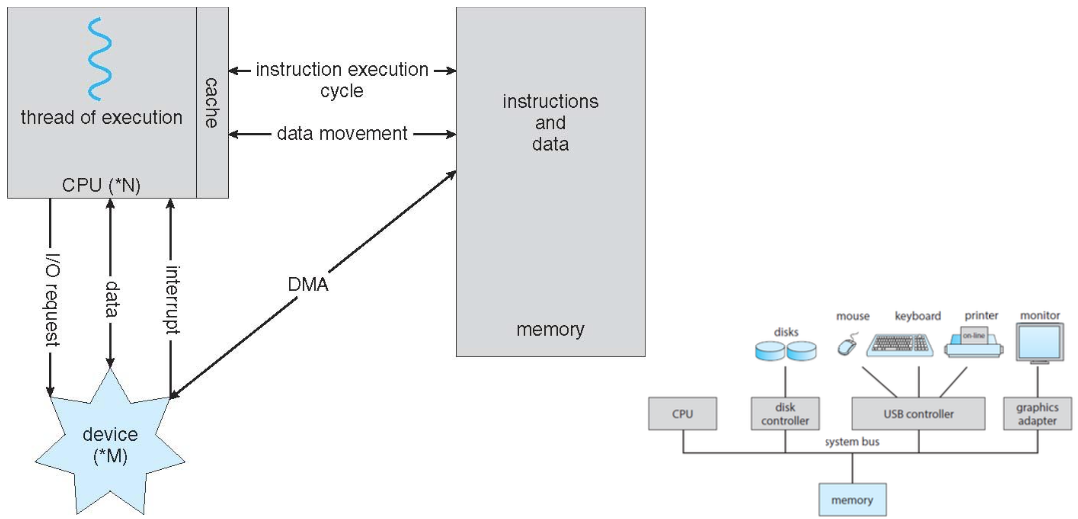 thread of execution
cache
CPU (*N)
instruction execution
cycle
data movement
instructions
and
data
memory
I/O request
data
interrupt
DMA
device
(*M)
mouse
keyboard
printer
monitor
disks
on-line
CPU
disk
controller
USB controller
graphics
adapter
system bus
memory